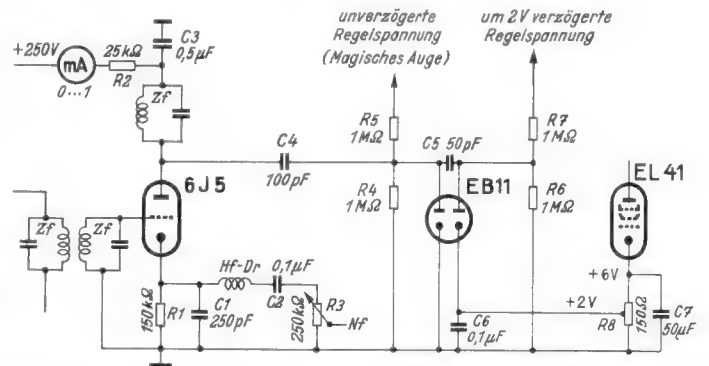 unverzögerte
Regelspannung
(Magisches Auge)
um 2V verzögerte
Regelspannung
+250V
mA
0...1
25kΩ
R2
C3
0,5µF
Zf
R5
1MΩ
R7
1MΩ
C5 50pF
C4
100pF
6J5
R4
1MΩ
EB11
R6
1MΩ
EL41
Zf
Zf
Hf-Dr
0,1µF
C2
R3
250kΩ
Nf
150kΩ
R1
C1
250pF
C6
0,1µF
+2V
+6V
R8
150Ω
C7
50µF